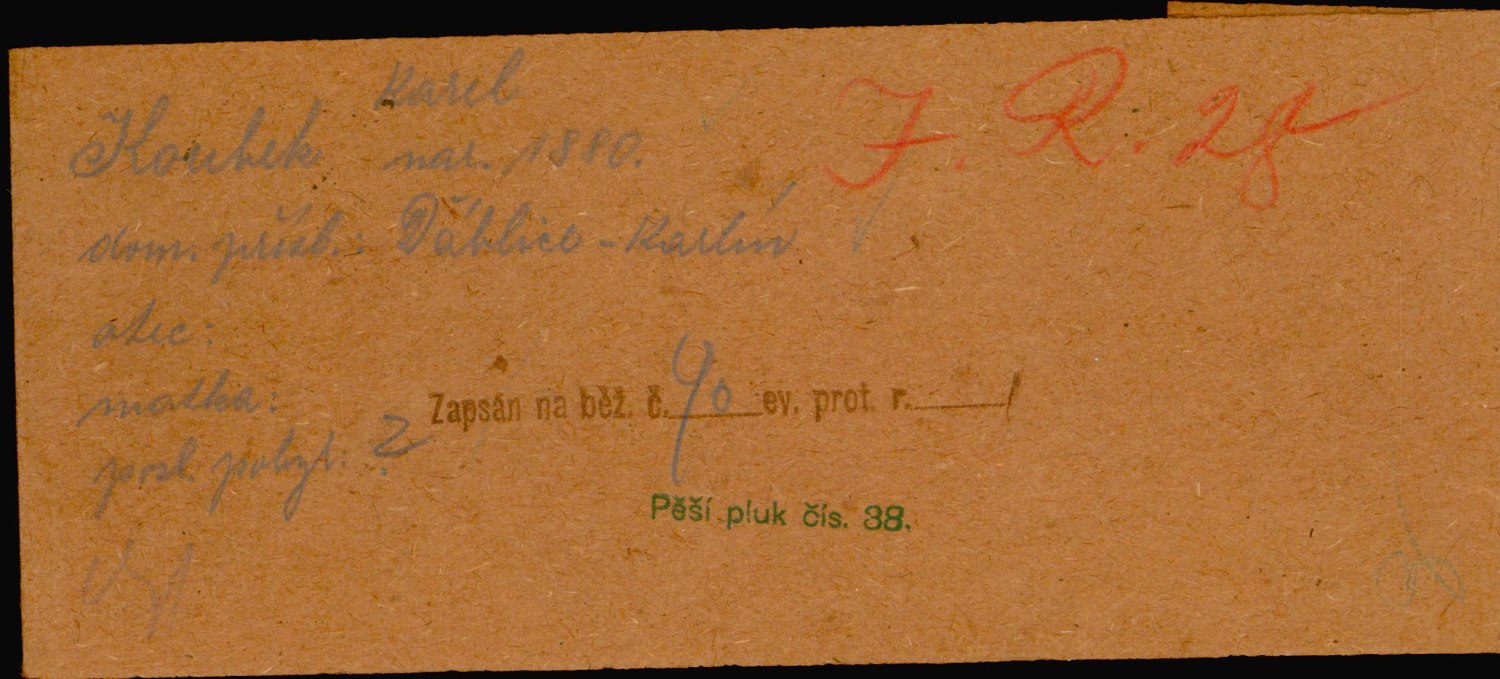 Karel
Koubek nar. 1880.
J. R. 28
dom. přísl.: Ďáblice - Karlín
otec:
matka:
Zapsán na běž. č. 90 ev. prot. r. /
posl. pobyt: ?
Pěší pluk čís. 38.